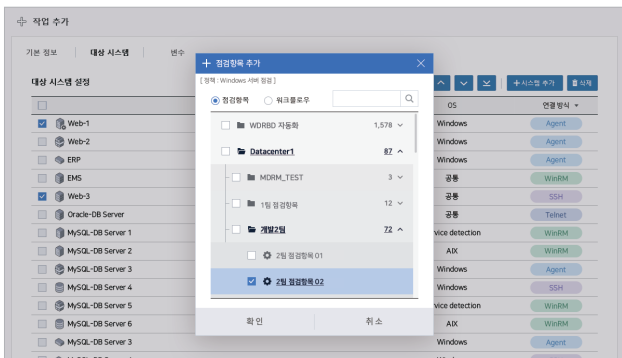 작업 추가
기본 정보
대상 시스템
변수
대상 시스템 설정
+ 시스템 추가
삭제
OS
연결 방식
Web-1
Windows
Agent
Web-2
Windows
Agent
ERP
Windows
Agent
EMS
공통
WinRM
Web-3
공통
SSH
Oracle-DB Server
공통
Telnet
MySQL-DB Server 1
vice detection
WinRM
MySQL-DB Server 2
AIX
WinRM
MySQL-DB Server 3
Windows
Agent
MySQL-DB Server 4
Windows
SSH
MySQL-DB Server 5
vice detection
WinRM
MySQL-DB Server 6
AIX
WinRM
MySQL-DB Server 3
Windows
Agent
점검항목 추가
[ 정책 : Windows 서버 점검 ]
점검항목
워크플로우
WDRBD 자동화
1,578
Datacenter1
87
MDRM_TEST
3
1팀 점검항목
12
개발2팀
72
2팀 점검항목 01
2팀 점검항목 02
확인
취소